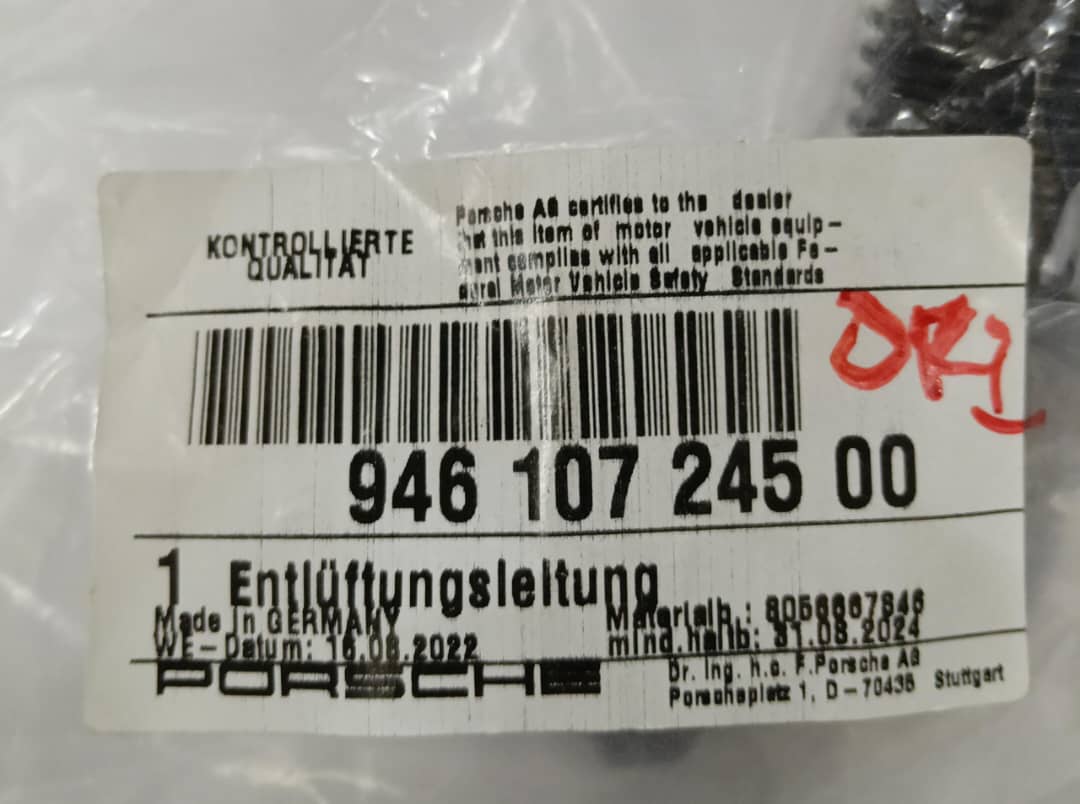 KONTROLLIERTE
QUALITÄT
Porsche AG certifies to the dealer
that this item of motor vehicle equip-
ment complies with all applicable Fe-
deral Motor Vehicle Safety Standards
ORJ
946 107 245 00
1 Entlüftungsleitung
Made in GERMANY
WE-Datum: 16.08.2022
Materialb.: 8056667846
mind.haltb: 31.08.2024
PORSCHE
Dr. Ing. h.c. F.Porsche AG
Porscheplatz 1, D-70435 Stuttgart